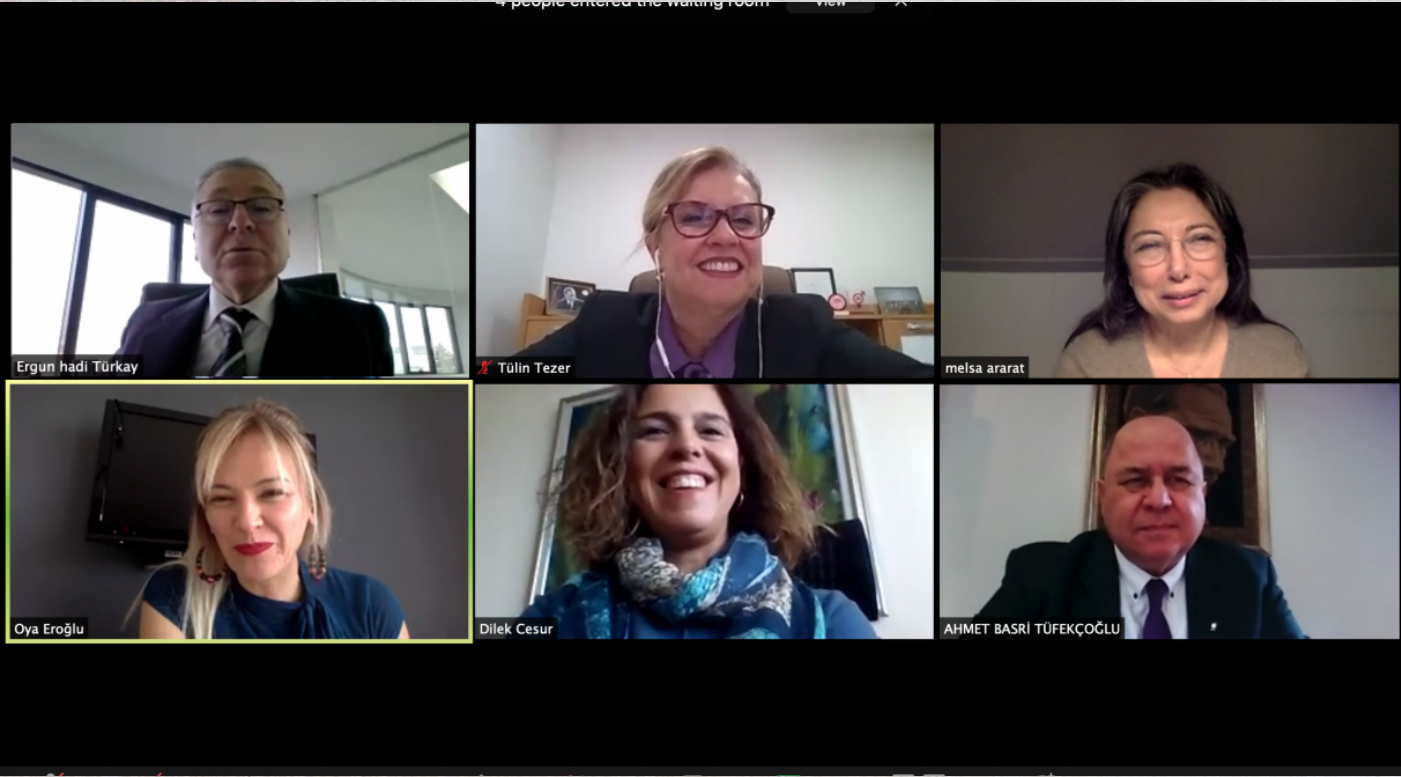 4 people entered the waiting room View
Ergun hadi Türkay
Tülin Tezer
melsa ararat
Oya Eroğlu
Dilek Cesur
AHMET BASRİ TÜFEKÇOĞLU